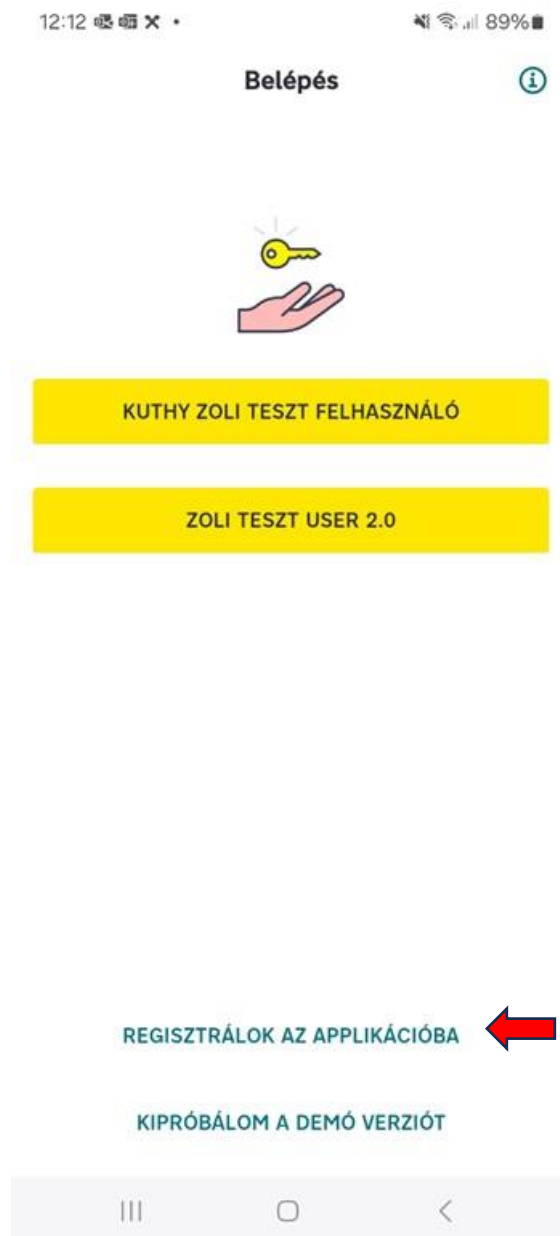 12:12
89%
Belépés
KUTHY ZOLI TESZT FELHASZNÁLÓ
ZOLI TESZT USER 2.0
REGISZTRÁLOK AZ APPLIKÁCIÓBA
KIPRÓBÁLOM A DEMÓ VERZIÓT